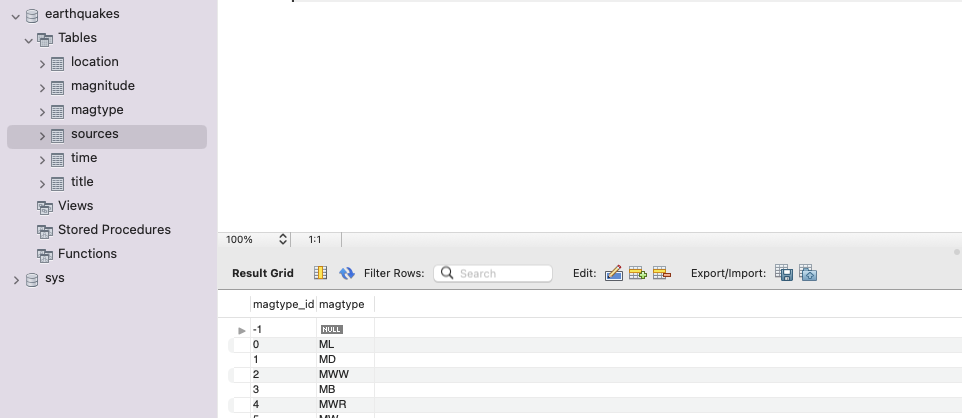 earthquakes
Tables
location
magnitude
magtype
sources
time
title
Views
Stored Procedures
Functions
sys
100% 1:1
Result Grid Filter Rows: Search Edit: Export/Import:
magtype_id magtype
-1 NULL
0 ML
1 MD
2 MWW
3 MB
4 MWR